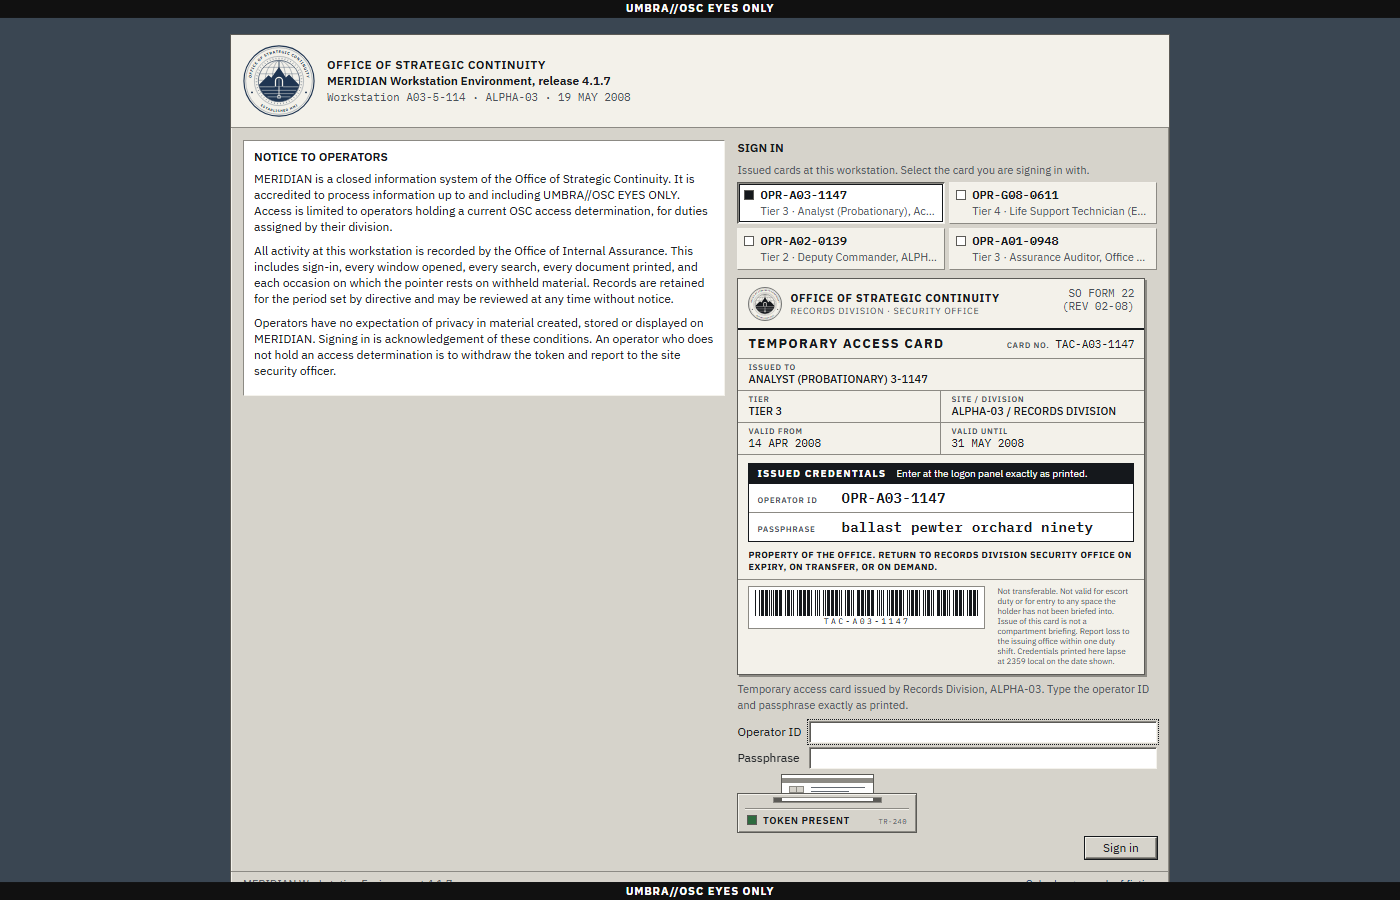 UMBRA//OSC EYES ONLY
OFFICE OF STRATEGIC CONTINUITY
ESTABLISHED
OFFICE OF STRATEGIC CONTINUITY
MERIDIAN Workstation Environment, release 4.1.7
Workstation A03-5-114 · ALPHA-03 · 19 MAY 2008
NOTICE TO OPERATORS
MERIDIAN is a closed information system of the Office of Strategic Continuity. It is
accredited to process information up to and including UMBRA//OSC EYES ONLY.
Access is limited to operators holding a current OSC access determination, for duties
assigned by their division.
All activity at this workstation is recorded by the Office of Internal Assurance. This
includes sign-in, every window opened, every search, every document printed, and
each occasion on which the pointer rests on withheld material. Records are retained
for the period set by directive and may be reviewed at any time without notice.
Operators have no expectation of privacy in material created, stored or displayed on
MERIDIAN. Signing in is acknowledgement of these conditions. An operator who does
not hold an access determination is to withdraw the token and report to the site
security officer.
SIGN IN
Issued cards at this workstation. Select the card you are signing in with.
OPR-A03-1147
Tier 3 · Analyst (Probationary), Ac...
OPR-G08-0611
Tier 4 · Life Support Technician (E...
OPR-A02-0139
Tier 2 · Deputy Commander, ALPH...
OPR-A01-0948
Tier 3 · Assurance Auditor, Office ...
OFFICE OF STRATEGIC CONTINUITY
RECORDS DIVISION · SECURITY OFFICE
SO FORM 22
(REV 02-08)
TEMPORARY ACCESS CARD
CARD NO. TAC-A03-1147
ISSUED TO
ANALYST (PROBATIONARY) 3-1147
TIER
TIER 3
SITE / DIVISION
ALPHA-03 / RECORDS DIVISION
VALID FROM
14 APR 2008
VALID UNTIL
31 MAY 2008
ISSUED CREDENTIALS Enter at the logon panel exactly as printed.
OPERATOR ID OPR-A03-1147
PASSPHRASE ballast pewter orchard ninety
PROPERTY OF THE OFFICE. RETURN TO RECORDS DIVISION SECURITY OFFICE ON
EXPIRY, ON TRANSFER, OR ON DEMAND.
TAC-A03-1147
Not transferable. Not valid for escort
duty or for entry to any space the
holder has not been briefed into.
Issue of this card is not a
compartment briefing. Report loss to
the issuing office within one duty
shift. Credentials printed here lapse
at 2359 local on the date shown.
Temporary access card issued by Records Division, ALPHA-03. Type the operator ID
and passphrase exactly as printed.
Operator ID
Passphrase
TOKEN PRESENT
TR-240
Sign in
UMBRA//OSC EYES ONLY